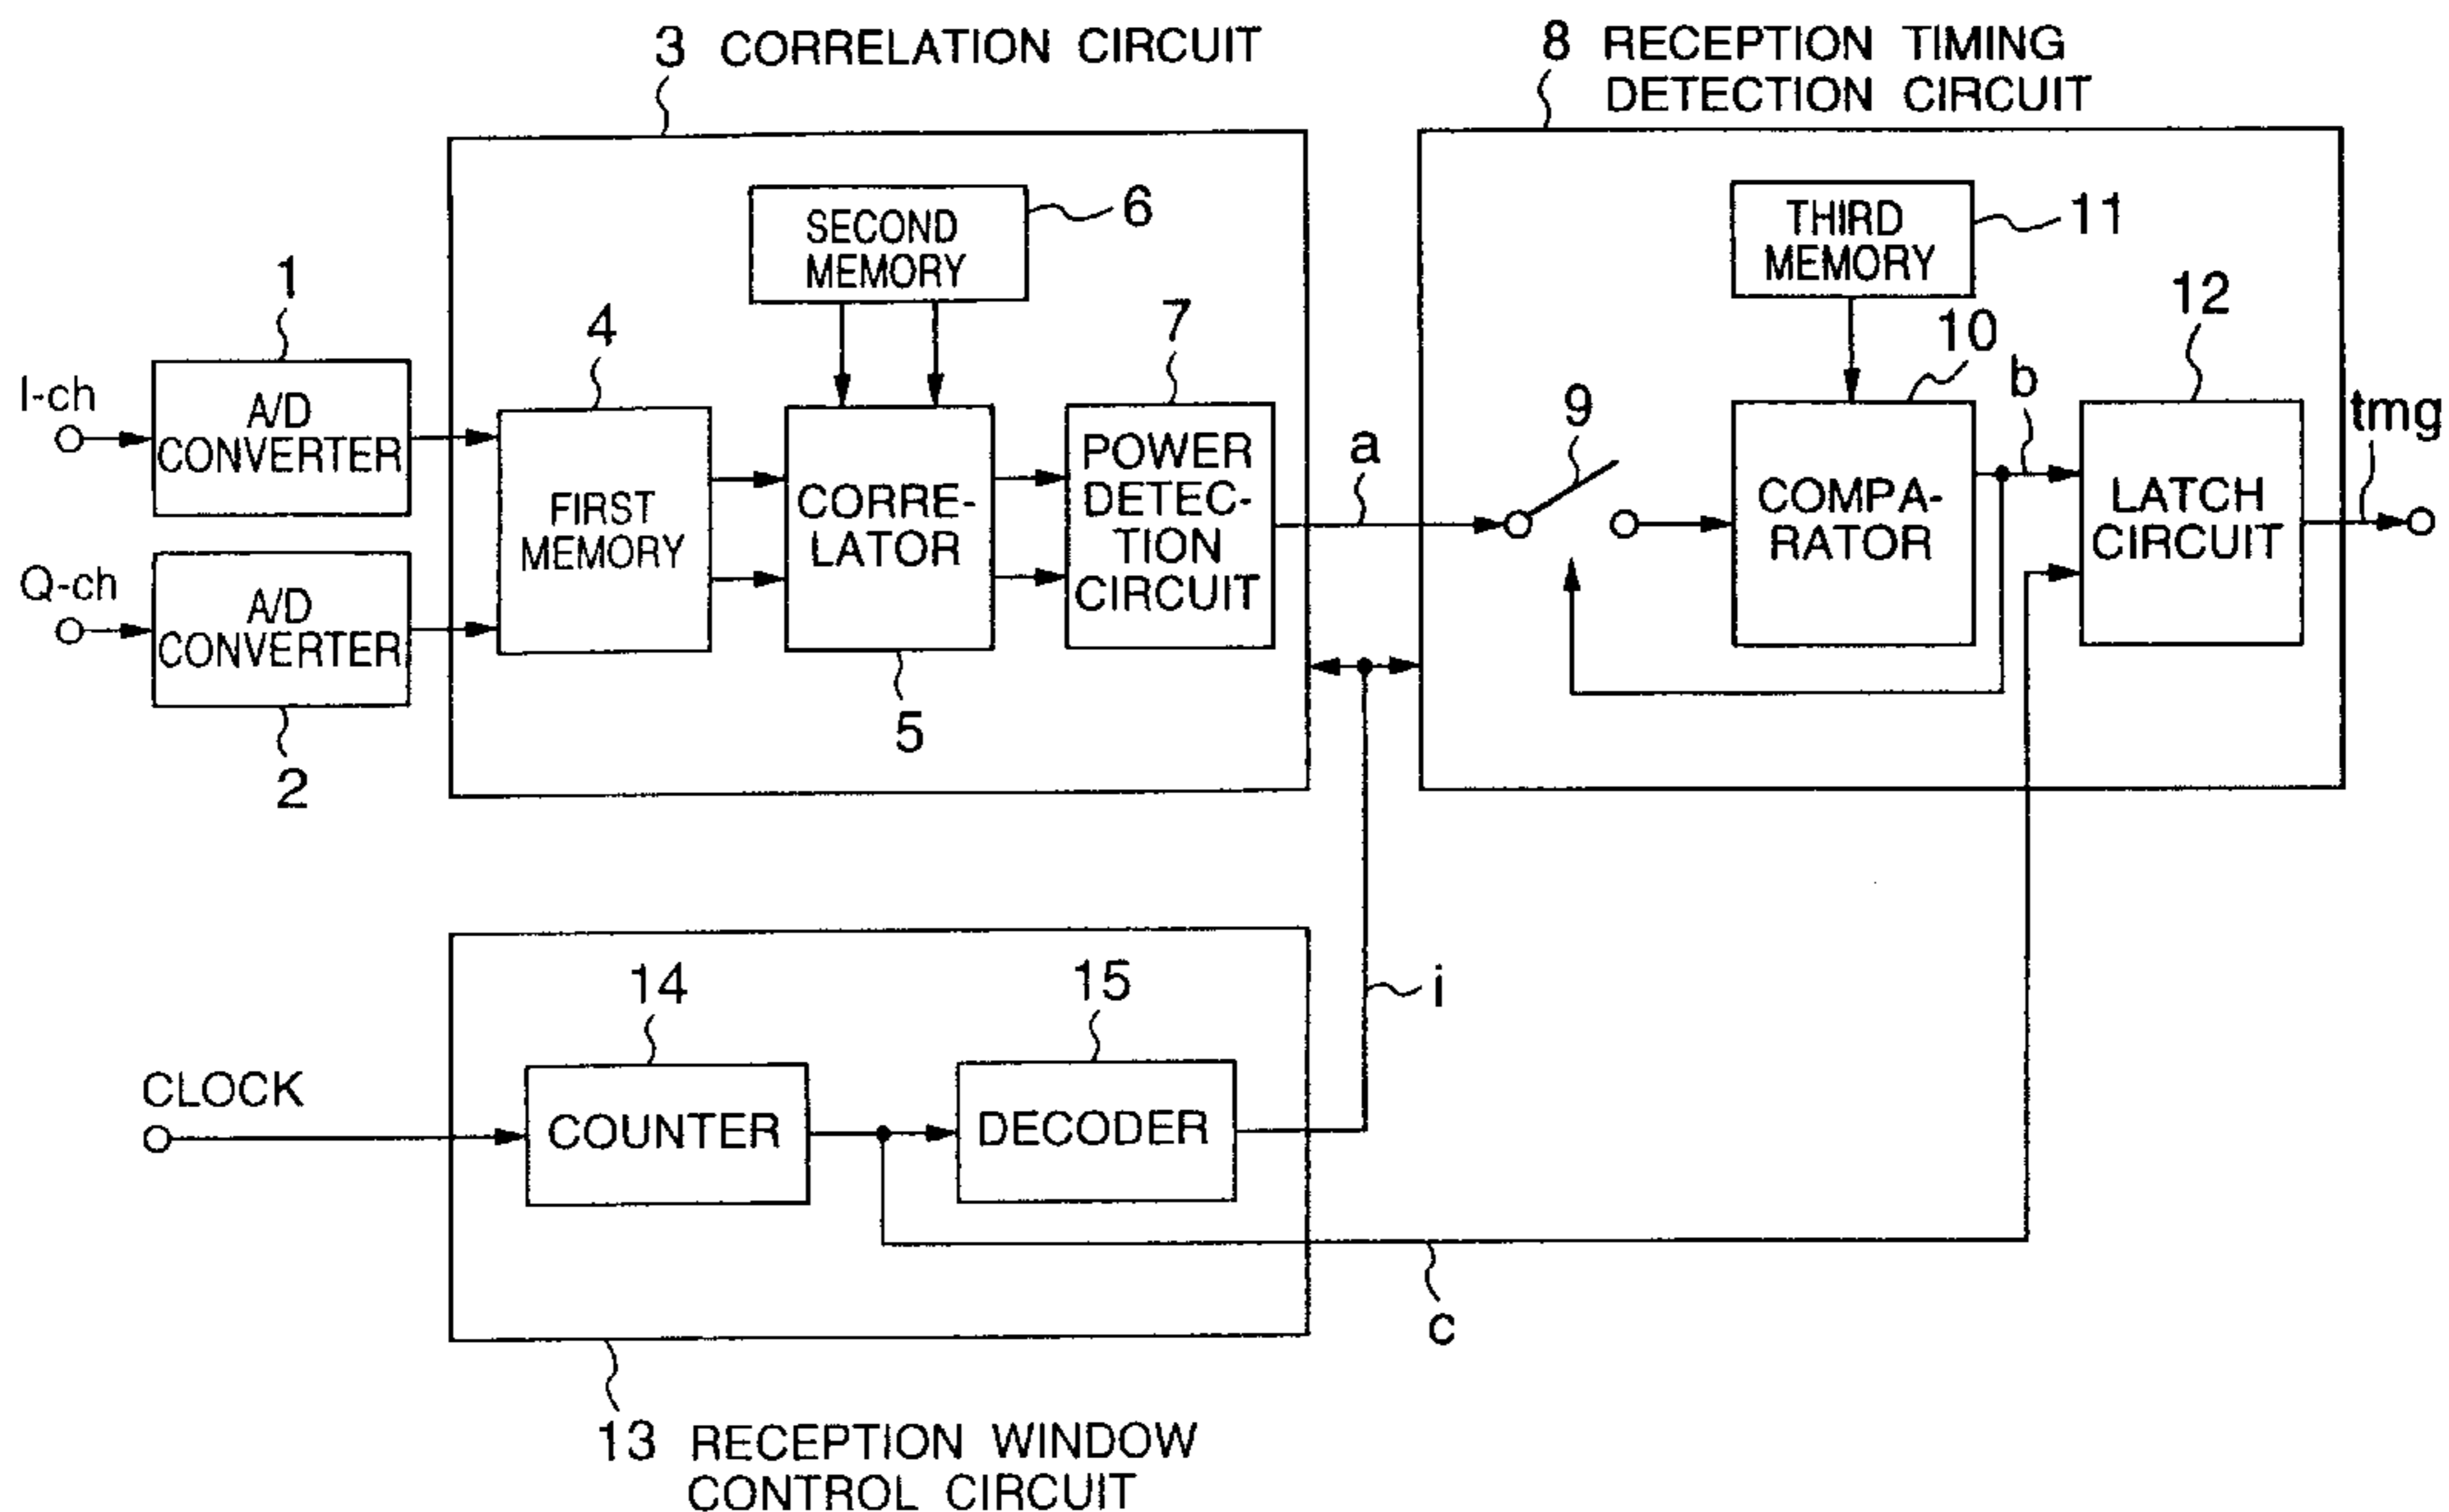 3 CORRELATION CIRCUIT
8 RECEPTION TIMING
DETECTION CIRCUIT
6
SECOND
MEMORY
11
THIRD
MEMORY
1
4
7
12
10
b
9
I-ch
A/D
CONVERTER
tmg
a
POWER
DETEC-
TION
CIRCUIT
CORRE-
LATOR
FIRST
MEMORY
COMPA-
RATOR
LATCH
CIRCUIT
Q-ch
A/D
CONVERTER
2
5
14
15
i
CLOCK
COUNTER
DECODER
c
13 RECEPTION WINDOW
CONTROL CIRCUIT